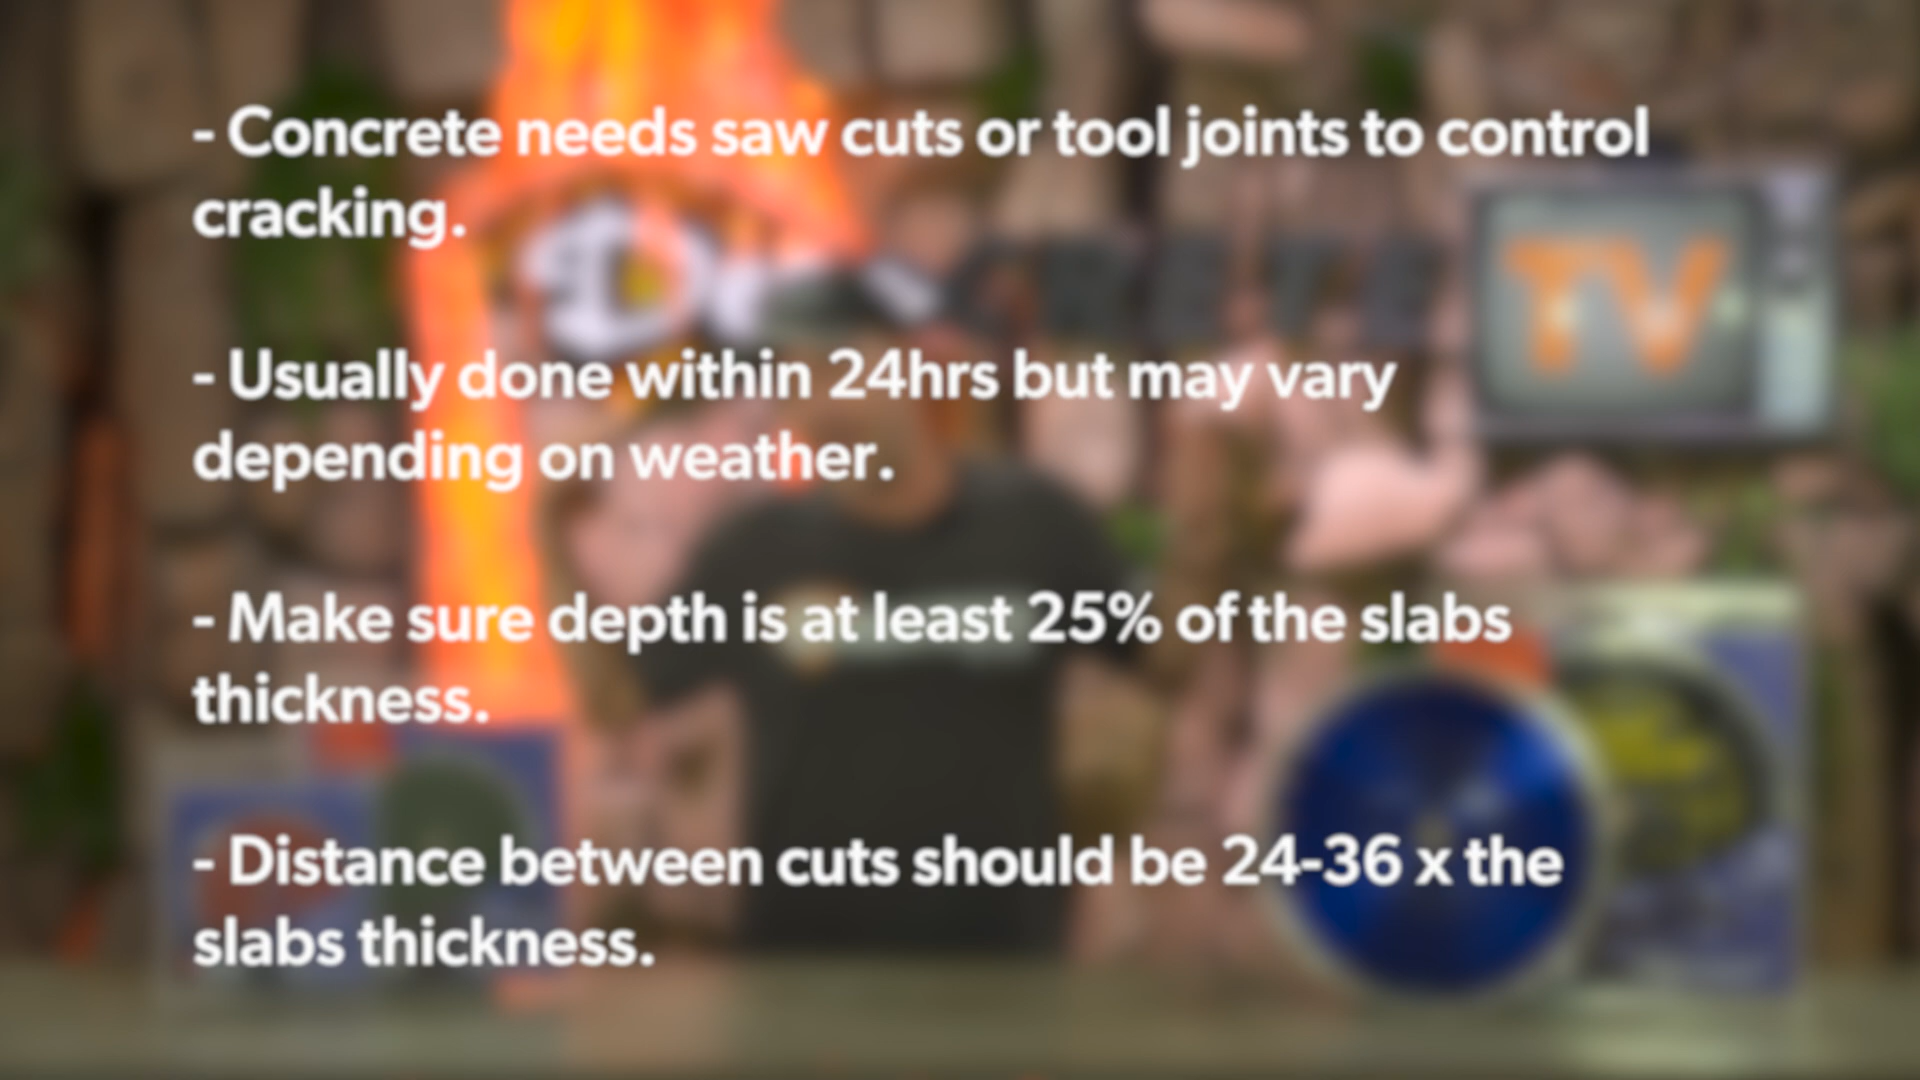 - Concrete needs saw cuts or tool joints to control
cracking.
TV
- Usually done within 24hrs but may vary
depending on weather.
- Make sure depth is at least 25% of the slabs
thickness.
- Distance between cuts should be 24-36 x the
slabs thickness.